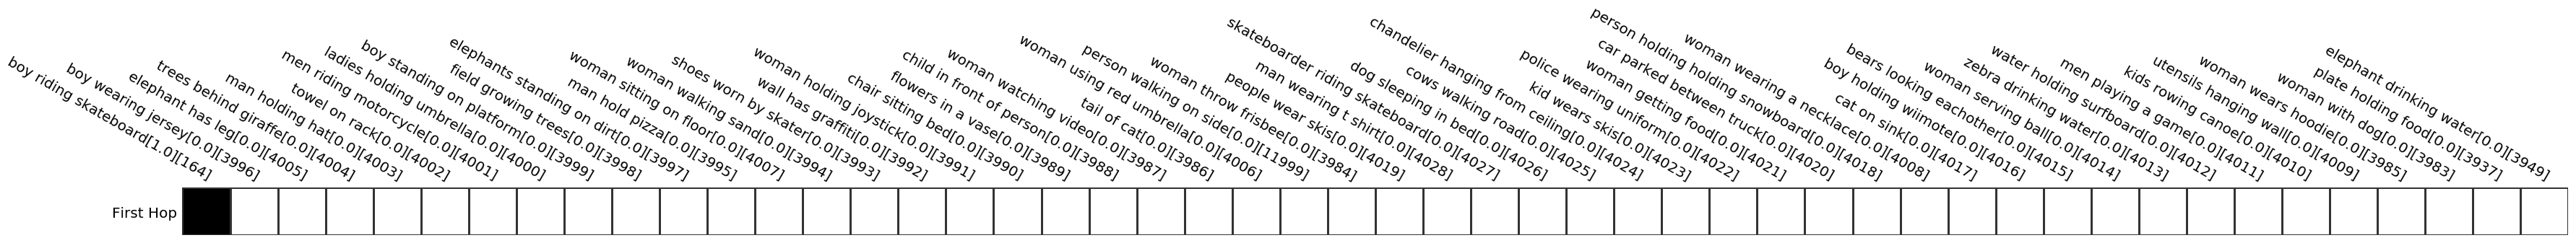 boy riding skateboard[1.0][164]
boy wearing jersey[0.0][3996]
elephant has leg[0.0][4005]
trees behind giraffe[0.0][4004]
man holding hat[0.0][4003]
towel on rack[0.0][4002]
men riding motorcycle[0.0][4001]
ladies holding umbrella[0.0][4000]
boy standing on platform[0.0][3999]
field growing trees[0.0][3998]
elephants standing on dirt[0.0][3997]
man hold pizza[0.0][3995]
woman sitting on floor[0.0][4007]
woman walking sand[0.0][3994]
shoes worn by skater[0.0][3993]
wall has graffiti[0.0][3992]
woman holding joystick[0.0][3991]
chair sitting bed[0.0][3990]
flowers in a vase[0.0][3989]
child in front of person[0.0][3988]
woman watching video[0.0][3987]
tail of cat[0.0][3986]
woman using red umbrella[0.0][4006]
person walking on side[0.0][11999]
woman throw frisbee[0.0][3984]
people wear skis[0.0][4019]
man wearing t shirt[0.0][4028]
skateboarder riding skateboard[0.0][4027]
dog sleeping in bed[0.0][4026]
cows walking road[0.0][4025]
chandelier hanging from ceiling[0.0][4024]
kid wears skis[0.0][4023]
police wearing uniform[0.0][4022]
woman getting food[0.0][4021]
car parked between truck[0.0][4020]
person holding holding snowboard[0.0][4018]
woman wearing a necklace[0.0][4008]
cat on sink[0.0][4017]
boy holding wiimote[0.0][4016]
bears looking eachother[0.0][4015]
woman serving ball[0.0][4014]
zebra drinking water[0.0][4013]
water holding surfboard[0.0][4012]
men playing a game[0.0][4011]
kids rowing canoe[0.0][4010]
utensils hanging wall[0.0][4009]
woman wears hoodie[0.0][3985]
woman with dog[0.0][3983]
plate holding food[0.0][3937]
elephant drinking water[0.0][3949]
First Hop